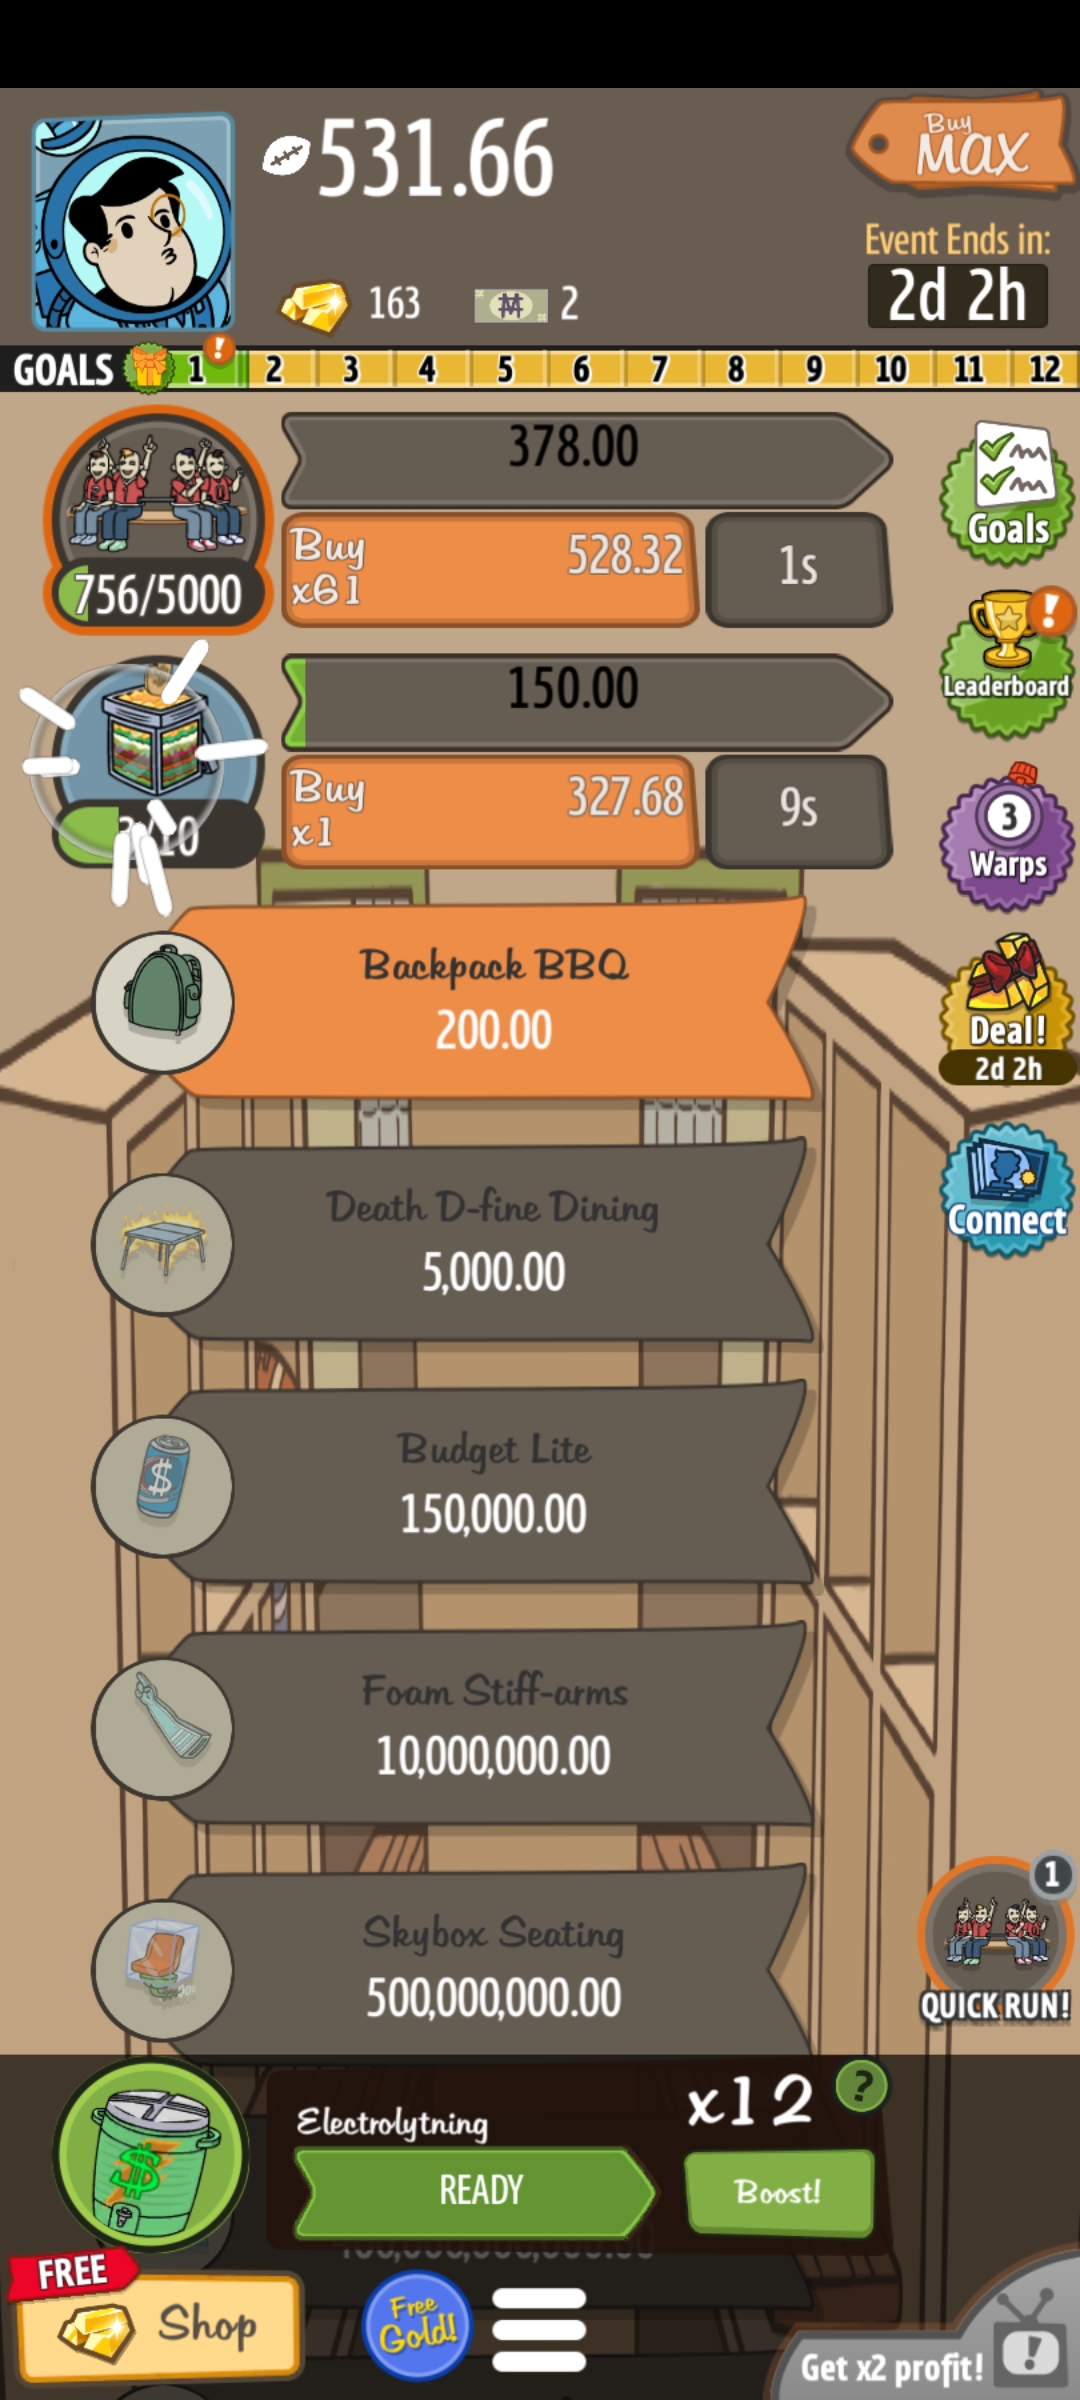 531.66
Buy
MAX
Event Ends in:
2d 2h
163
2
GOALS 1 ! 2 3 4 5 6 7 8 9 10 11 12
378.00
Buy
x61
528.32
1s
756/5000
Goals
150.00
Buy
x1
327.68
9s
/10
!
Leaderboard
3
Warps
Backpack BBQ
200.00
Deal!
2d 2h
Death D-fine Dining
5,000.00
Connect
Budget Lite
150,000.00
Foam Stiff-arms
10,000,000.00
Skybox Seating
500,000,000.00
1
QUICK RUN!
Electrolytning
x12
?
READY
Boost!
FREE
Shop
Free
Gold!
Get x2 profit!
!